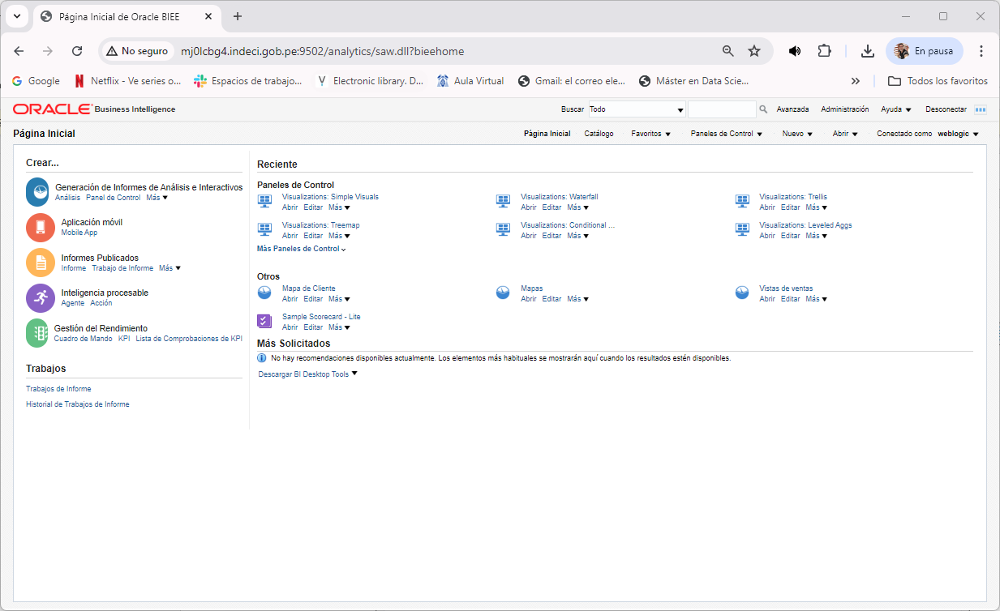 Página Inicial de Oracle BIEE
No seguro mj0lcbg4.indeci.gob.pe:9502/analytics/saw.dll?bieehome En pausa
Google Netflix - Ve series o... Espacios de trabajo... Electronic library. D... Aula Virtual Gmail: el correo ele... Máster en Data Scie... Todos los favoritos
ORACLE Business Intelligence Buscar Todo Avanzada Administración Ayuda Desconectar
Página Inicial Página Inicial Catálogo Favoritos Paneles de Control Nuevo Abrir Conectado como weblogic
Crear...
Generación de Informes de Análisis e Interactivos
Análisis Panel de Control Más
Aplicación móvil
Mobile App
Informes Publicados
Informe Trabajo de Informe Más
Inteligencia procesable
Agente Acción
Gestión del Rendimiento
Cuadro de Mando KPI Lista de Comprobaciones de KPI
Trabajos
Trabajos de Informe
Historial de Trabajos de Informe
Reciente
Paneles de Control
Visualizations: Simple Visuals Visualizations: Waterfall Visualizations: Trellis
Abrir Editar Más Abrir Editar Más Abrir Editar Más
Visualizations: Treemap Visualizations: Conditional ... Visualizations: Leveled Aggs
Abrir Editar Más Abrir Editar Más Abrir Editar Más
Más Paneles de Control
Otros
Mapa de Cliente Mapas Vistas de ventas
Abrir Editar Más Abrir Editar Más Abrir Editar Más
Sample Scorecard - Lite
Abrir Editar Más
Más Solicitados
No hay recomendaciones disponibles actualmente. Los elementos más habituales se mostrarán aquí cuando los resultados estén disponibles.
Descargar BI Desktop Tools